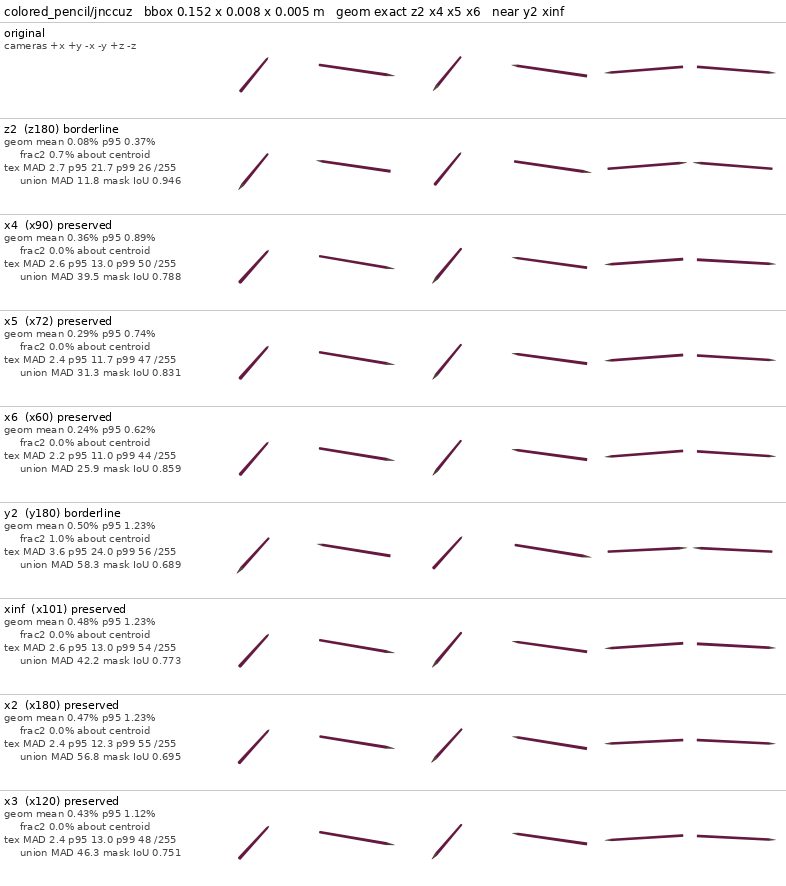 colored_pencil/jnccuz   bbox 0.152 x 0.008 x 0.005 m   geom exact z2 x4 x5 x6   near y2 xinf
original
cameras +x +y -x -y +z -z
z2  (z180) borderline
geom mean 0.08% p95 0.37%
frac2 0.7% about centroid
tex MAD 2.7 p95 21.7 p99 26 /255
union MAD 11.8 mask IoU 0.946
x4  (x90) preserved
geom mean 0.36% p95 0.89%
frac2 0.0% about centroid
tex MAD 2.6 p95 13.0 p99 50 /255
union MAD 39.5 mask IoU 0.788
x5  (x72) preserved
geom mean 0.29% p95 0.74%
frac2 0.0% about centroid
tex MAD 2.4 p95 11.7 p99 47 /255
union MAD 31.3 mask IoU 0.831
x6  (x60) preserved
geom mean 0.24% p95 0.62%
frac2 0.0% about centroid
tex MAD 2.2 p95 11.0 p99 44 /255
union MAD 25.9 mask IoU 0.859
y2  (y180) borderline
geom mean 0.50% p95 1.23%
frac2 1.0% about centroid
tex MAD 3.6 p95 24.0 p99 56 /255
union MAD 58.3 mask IoU 0.689
xinf  (x101) preserved
geom mean 0.48% p95 1.23%
frac2 0.0% about centroid
tex MAD 2.6 p95 13.0 p99 54 /255
union MAD 42.2 mask IoU 0.773
x2  (x180) preserved
geom mean 0.47% p95 1.23%
frac2 0.0% about centroid
tex MAD 2.4 p95 12.3 p99 55 /255
union MAD 56.8 mask IoU 0.695
x3  (x120) preserved
geom mean 0.43% p95 1.12%
frac2 0.0% about centroid
tex MAD 2.4 p95 13.0 p99 48 /255
union MAD 46.3 mask IoU 0.751